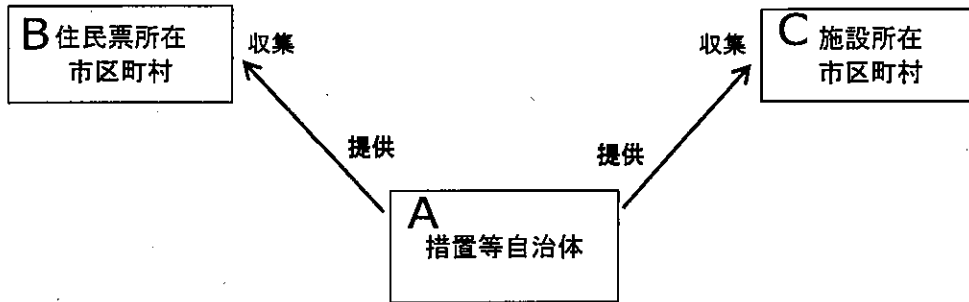 B 住民票所在
市区町村
収集
収集
C 施設所在
市区町村
提供
提供
A
措置等自治体